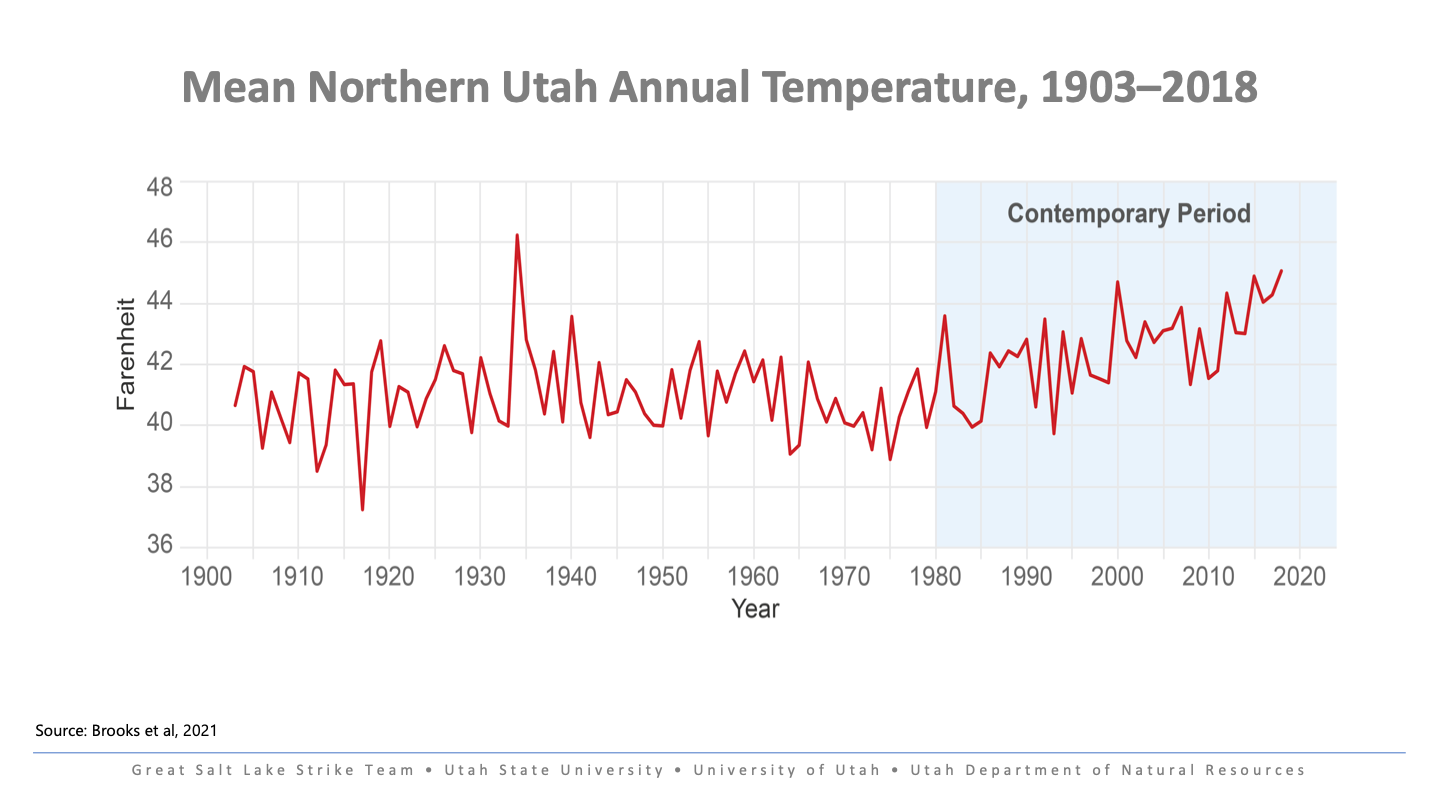 Mean Northern Utah Annual Temperature, 1903–2018
48
46
44
42
40
38
36
Farenheit
Contemporary Period
1900 1910 1920 1930 1940 1950 1960 1970 1980 1990 2000 2010 2020
Year
Source: Brooks et al, 2021
Great Salt Lake Strike Team • Utah State University • University of Utah • Utah Department of Natural Resources